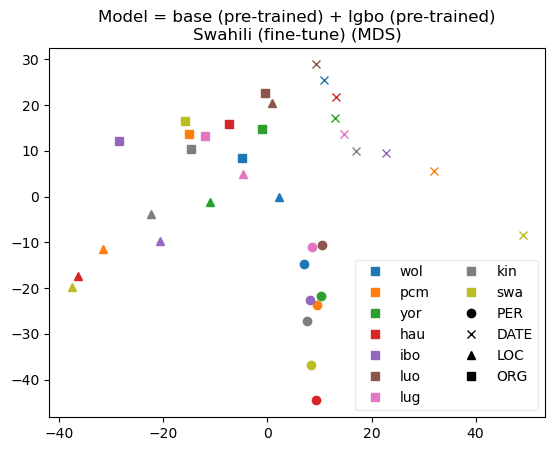 Model = base (pre-trained) + Igbo (pre-trained)
Swahili (fine-tune) (MDS)
30
20
10
0
−10
−20
−30
−40
−40
−20
0
20
40
wol
pcm
yor
hau
ibo
luo
lug
kin
swa
PER
DATE
LOC
ORG